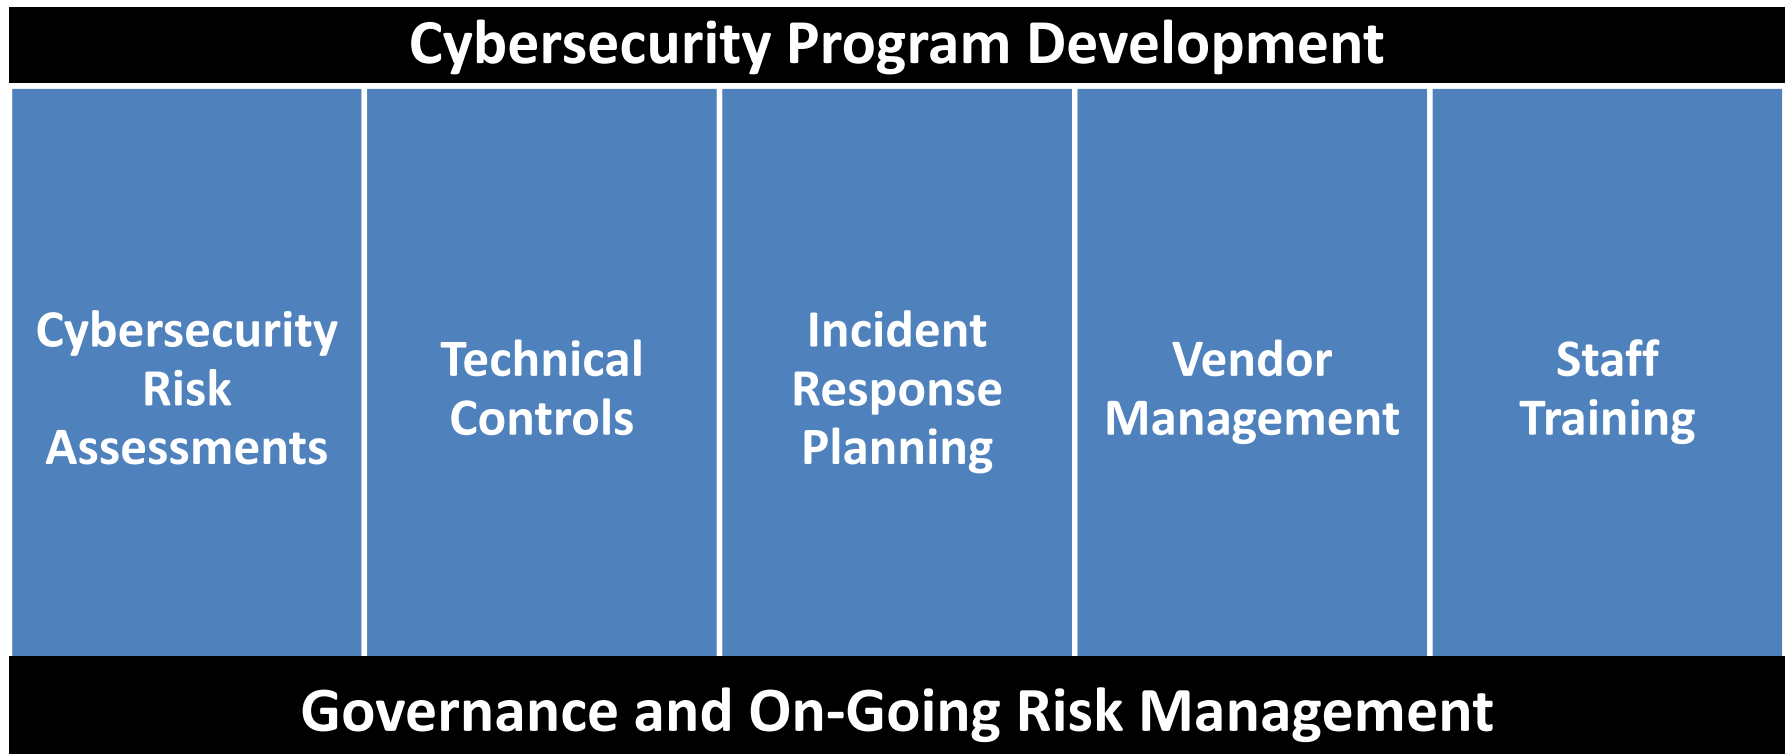 Cybersecurity Program Development
Cybersecurity
Risk
Assessments
Technical
Controls
Incident
Response
Planning
Vendor
Management
Staff
Training
Governance and On-Going Risk Management